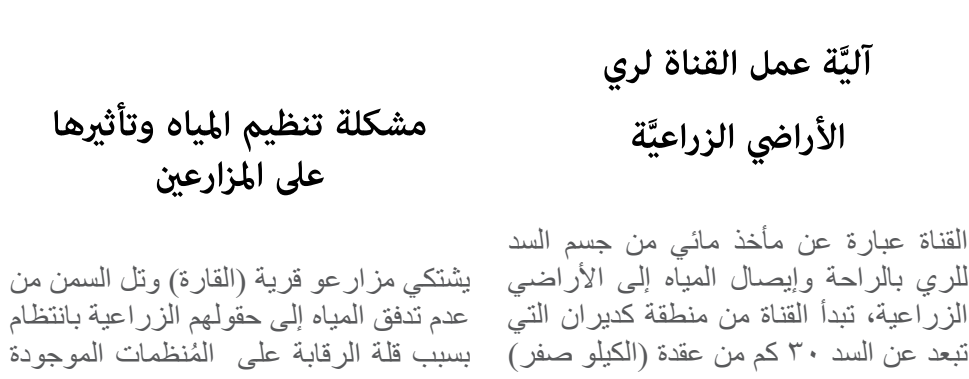 آليَّة عمل القناة لري
الأراضي الزراعيَّة
القناة عبارة عن مأخذ مائي من جسم السد
للري بالراحة وإيصال المياه إلى الأراضي
الزراعية، تبدأ القناة من منطقة كديران التي
تبعد عن السد ٣٠ كم من عقدة (الكيلو صفر)
مشكلة تنظيم المياه وتأثيرها
على المزارعين
يشتكي مزارعو قرية (القارة) وتل السمن من
عدم تدفق المياه إلى حقولهم الزراعية بانتظام
بسبب قلة الرقابة على المُنظمات الموجودة